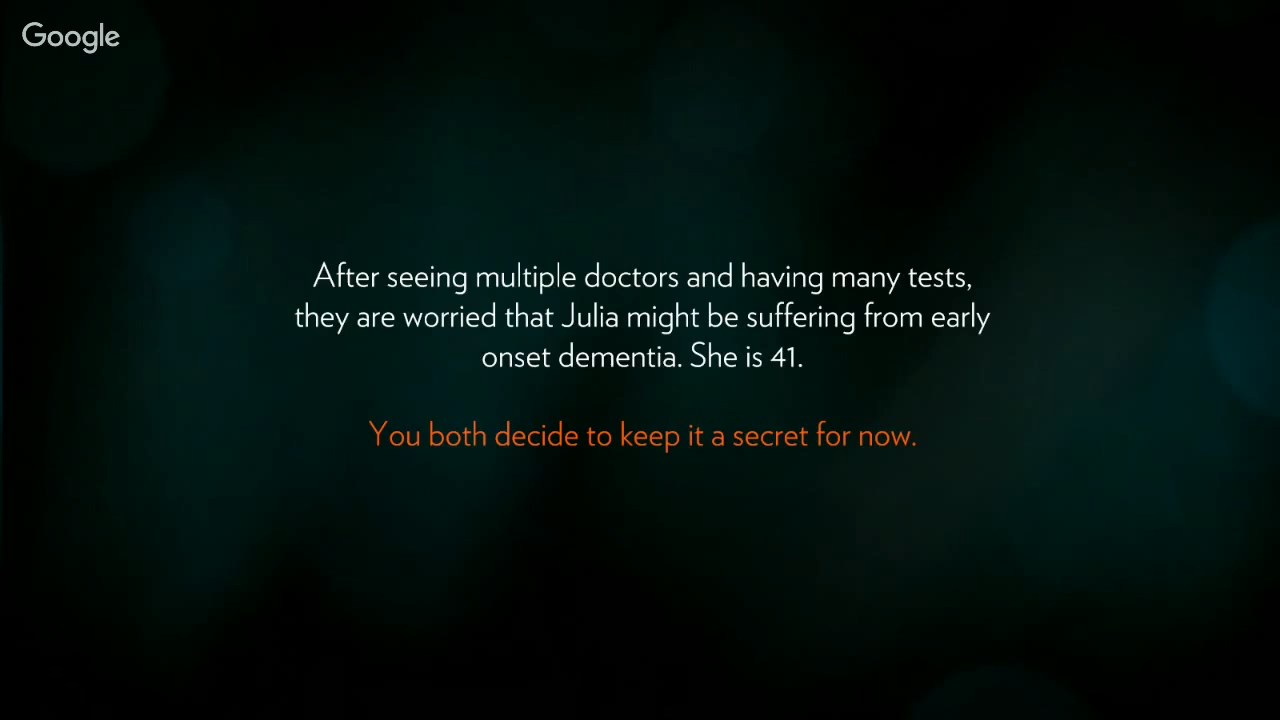 Google
After seeing multiple doctors and having many tests,
they are worried that Julia might be suffering from early
onset dementia. She is 41.
You both decide to keep it a secret for now.